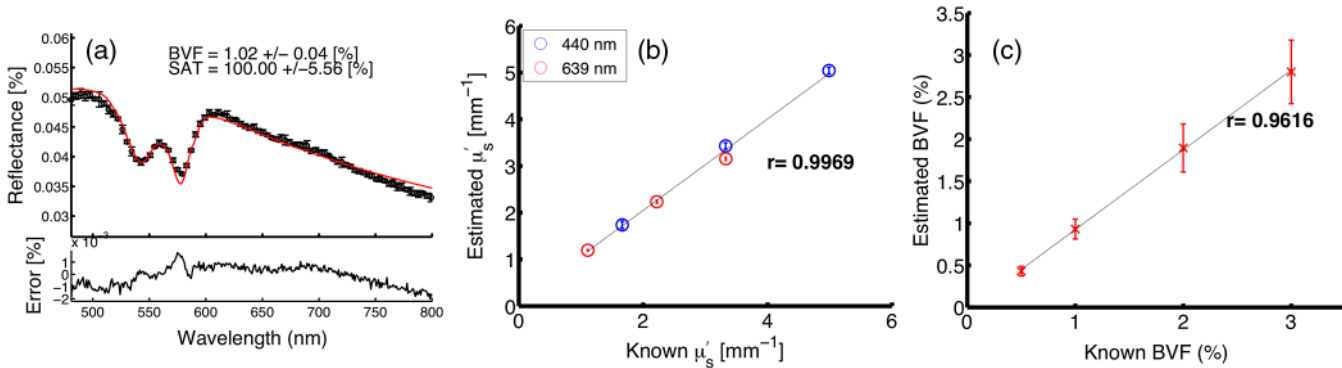 (a)
BVF = 1.02 +/- 0.04 [%]
SAT = 100.00 +/-5.56 [%]
Reflectance [%]
0.06
0.055
0.05
0.045
0.04
0.035
0.03
Error [%]
1
0
−1
−2
500 550 600 650 700 750 800
Wavelength (nm)
(b)
440 nm
639 nm
r= 0.9969
Estimated μ's [mm−1]
6
5
4
3
2
1
0
0 2 4 6
Known μ's [mm−1]
(c)
r= 0.9616
Estimated BVF (%)
3.5
3
2.5
2
1.5
1
0.5
0
0 1 2 3
Known BVF (%)